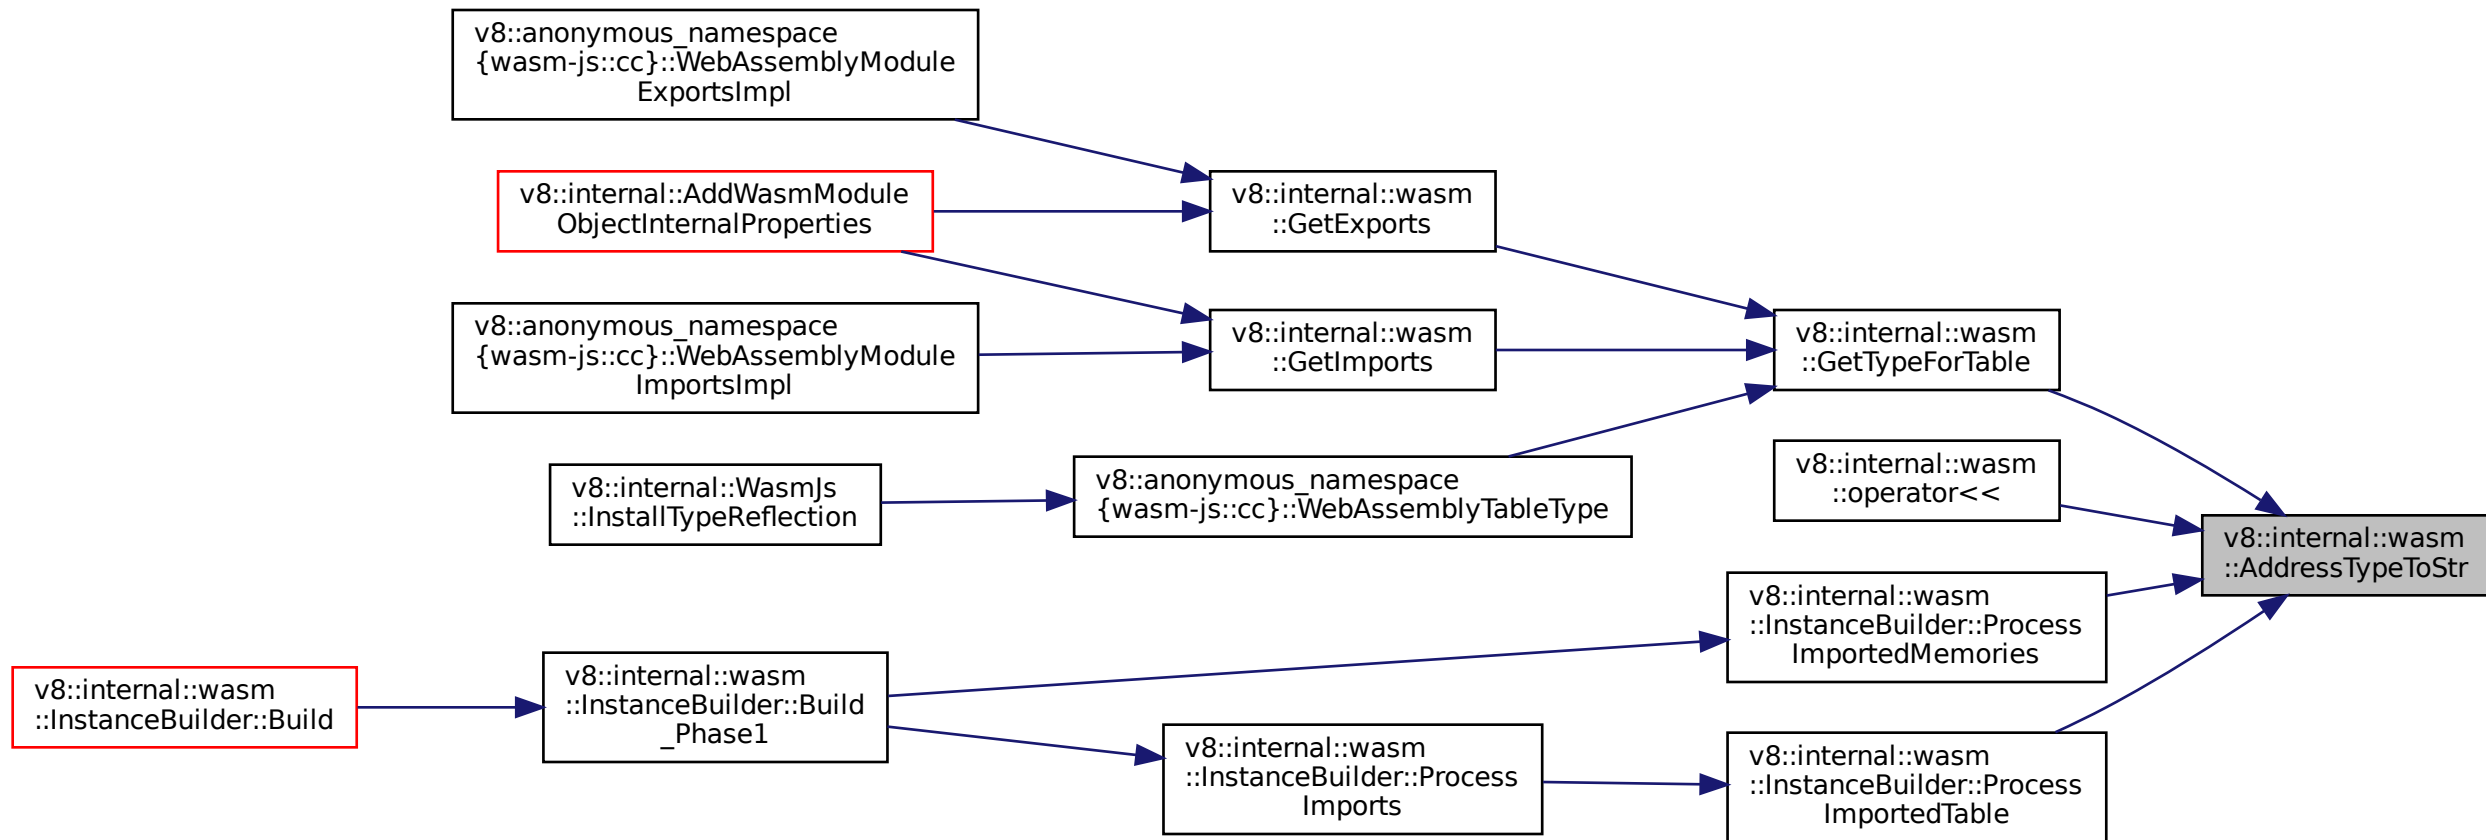 v8::anonymous_namespace
{wasm-js::cc}::WebAssemblyModule
ExportsImpl
v8::internal::AddWasmModule
ObjectInternalProperties
v8::internal::wasm
::GetExports
v8::anonymous_namespace
{wasm-js::cc}::WebAssemblyModule
ImportsImpl
v8::internal::wasm
::GetImports
v8::internal::wasm
::GetTypeForTable
v8::internal::WasmJs
::InstallTypeReflection
v8::anonymous_namespace
{wasm-js::cc}::WebAssemblyTableType
v8::internal::wasm
::operator<<
v8::internal::wasm
::AddressTypeToStr
v8::internal::wasm
::InstanceBuilder::Process
ImportedMemories
v8::internal::wasm
::InstanceBuilder::Build
v8::internal::wasm
::InstanceBuilder::Build
_Phase1
v8::internal::wasm
::InstanceBuilder::Process
Imports
v8::internal::wasm
::InstanceBuilder::Process
ImportedTable